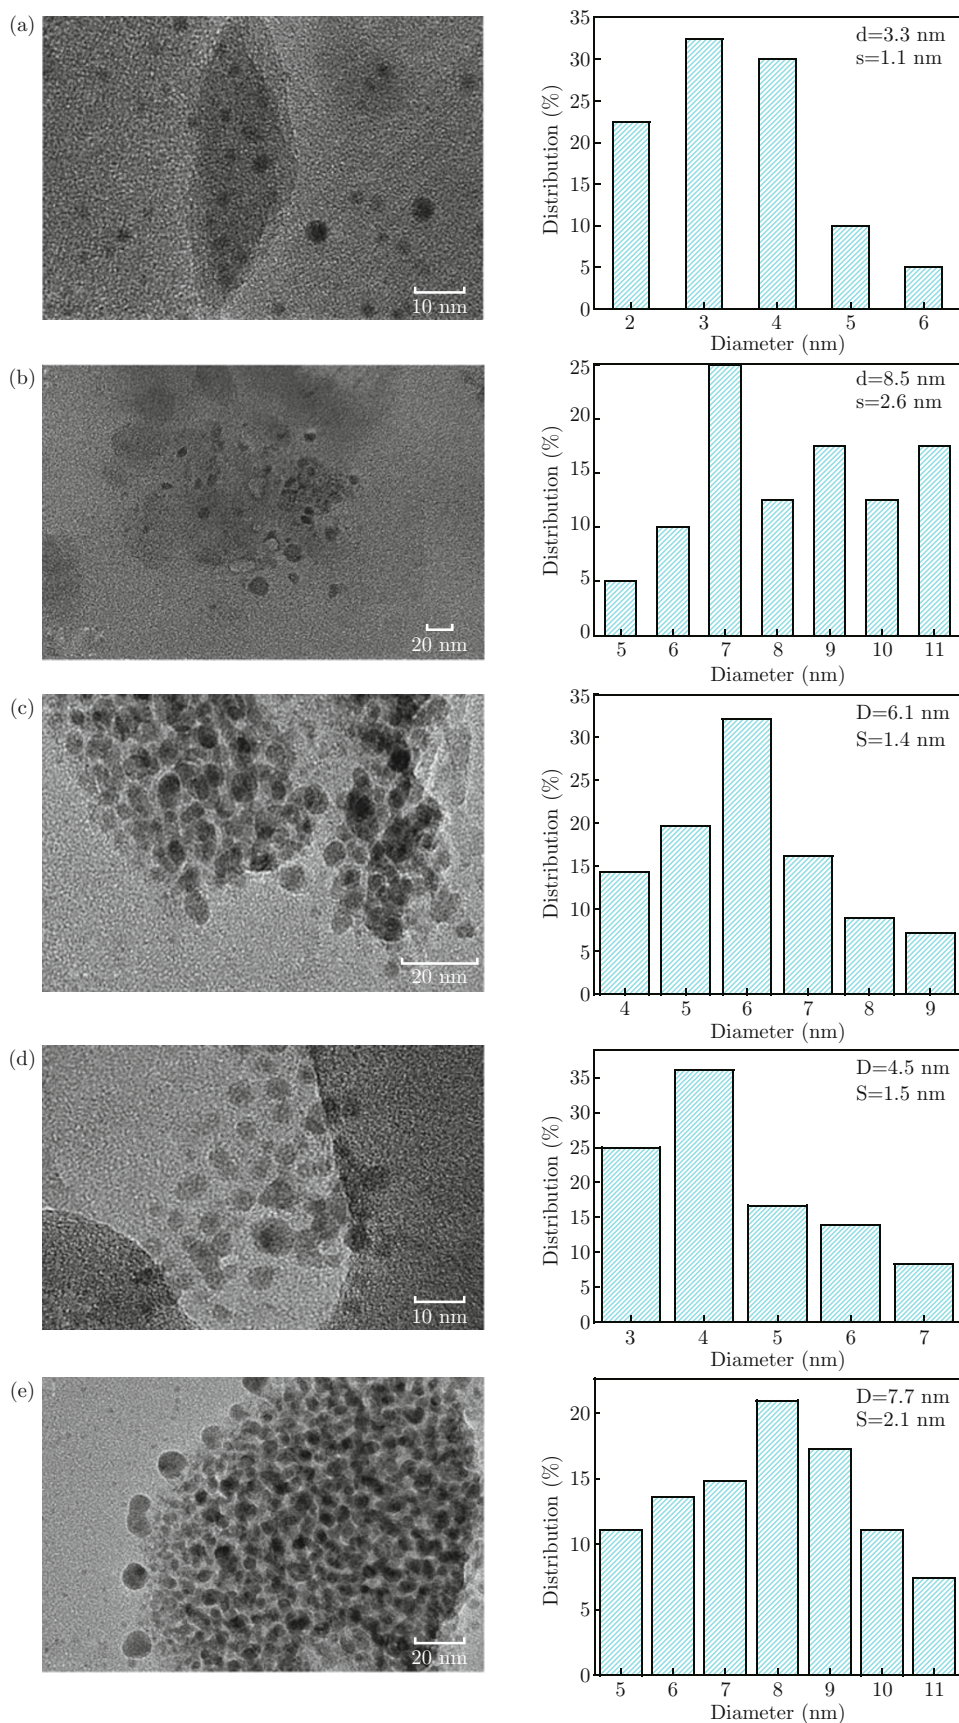 (a)
10 nm
35
30
25
20
15
10
5
0
Distribution (%)
d=3.3 nm
s=1.1 nm
2 3 4 5 6
Diameter (nm)
(b)
20 nm
25
20
15
10
5
0
Distribution (%)
d=8.5 nm
s=2.6 nm
5 6 7 8 9 10 11
Diameter (nm)
(c)
20 nm
35
30
25
20
15
10
5
0
Distribution (%)
D=6.1 nm
S=1.4 nm
4 5 6 7 8 9
Diameter (nm)
(d)
10 nm
35
30
25
20
15
10
5
0
Distribution (%)
D=4.5 nm
S=1.5 nm
3 4 5 6 7
Diameter (nm)
(e)
20 nm
20
15
10
5
0
Distribution (%)
D=7.7 nm
S=2.1 nm
5 6 7 8 9 10 11
Diameter (nm)